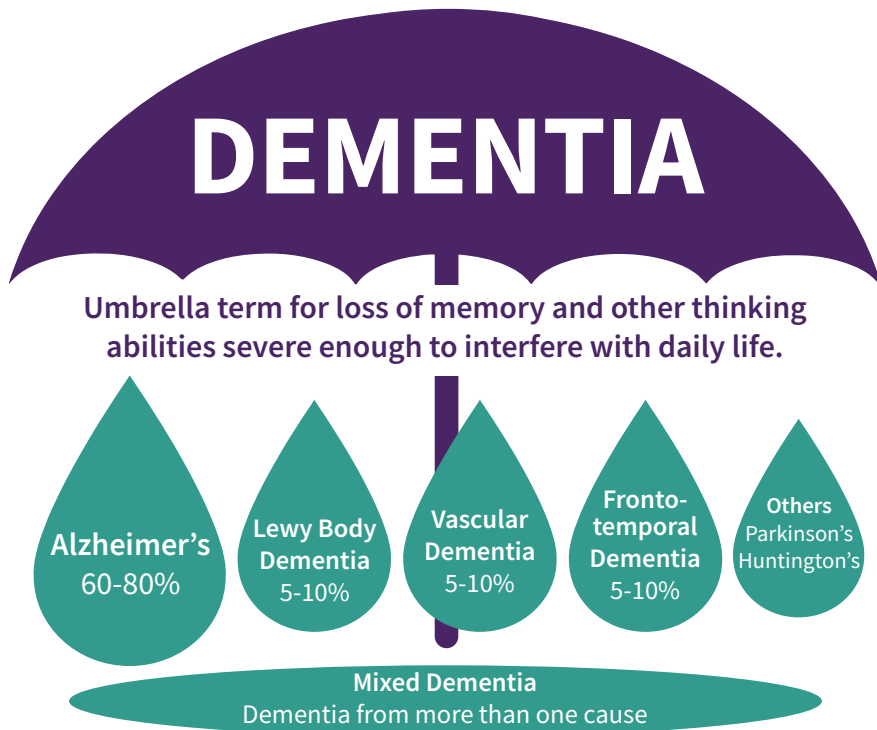 DEMENTIA
Umbrella term for loss of memory and other thinking
abilities severe enough to interfere with daily life.
Alzheimer’s
60-80%
Lewy Body
Dementia
5-10%
Vascular
Dementia
5-10%
Fronto-
temporal
Dementia
5-10%
Others
Parkinson’s
Huntington’s
Mixed Dementia
Dementia from more than one cause